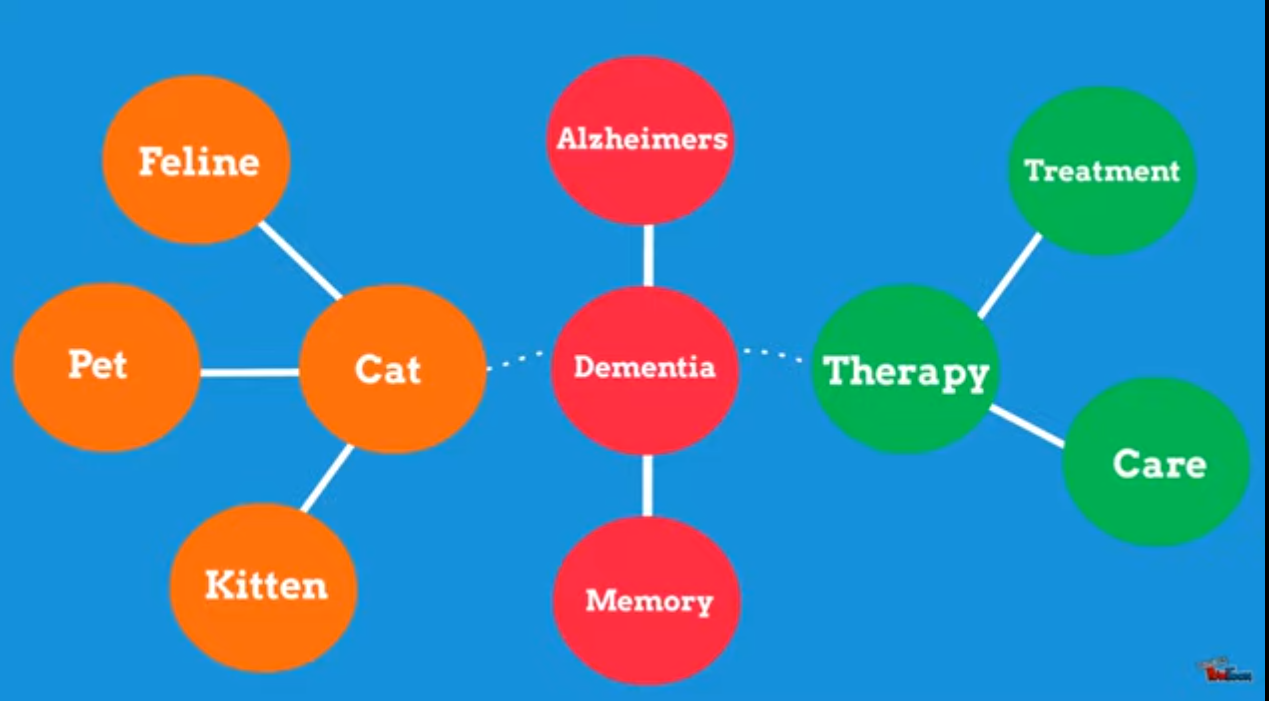 Feline
Pet
Cat
Kitten
Alzheimers
Dementia
Memory
Therapy
Treatment
Care